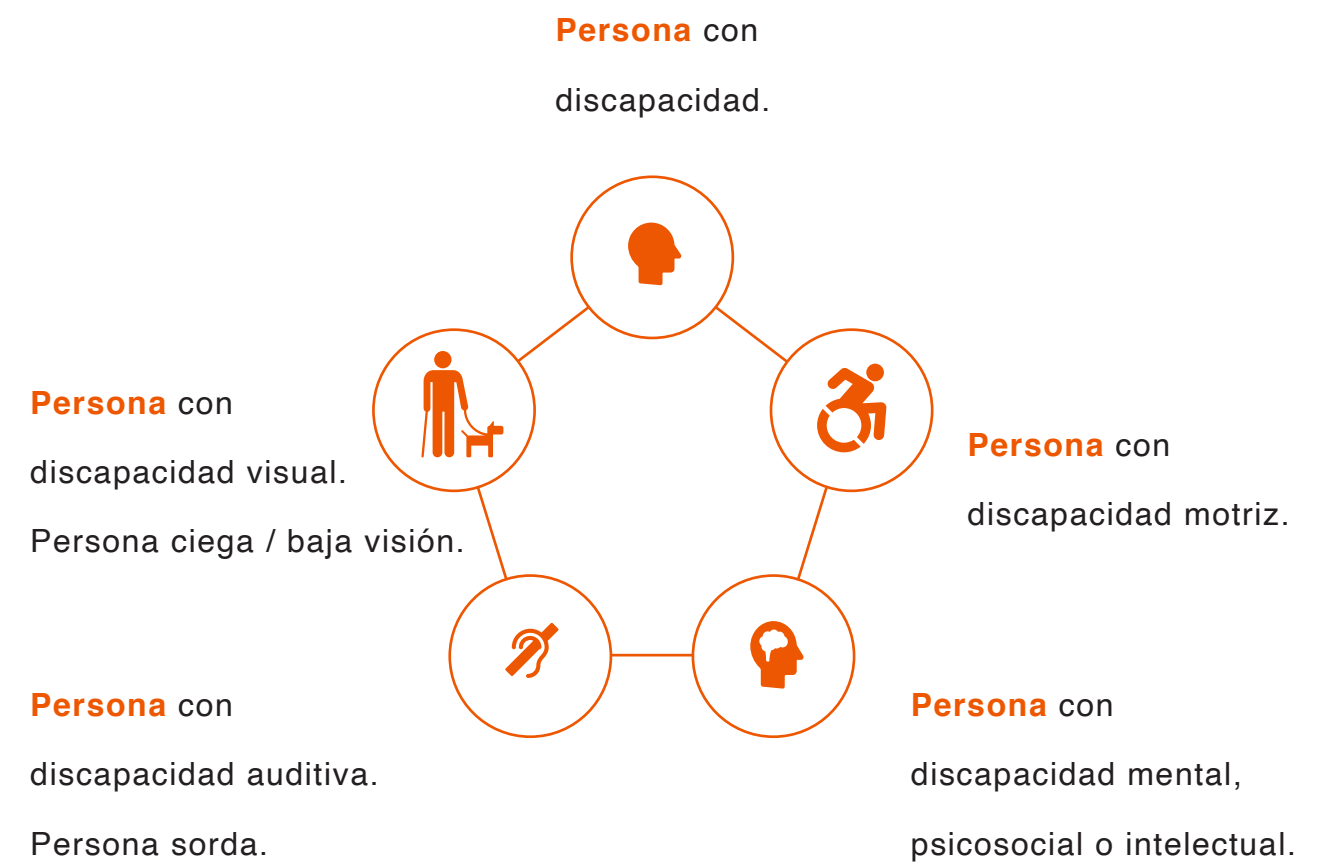 Persona con
discapacidad.
Persona con
discapacidad visual.
Persona ciega / baja visión.
Persona con
discapacidad motriz.
Persona con
discapacidad auditiva.
Persona sorda.
Persona con
discapacidad mental,
psicosocial o intelectual.